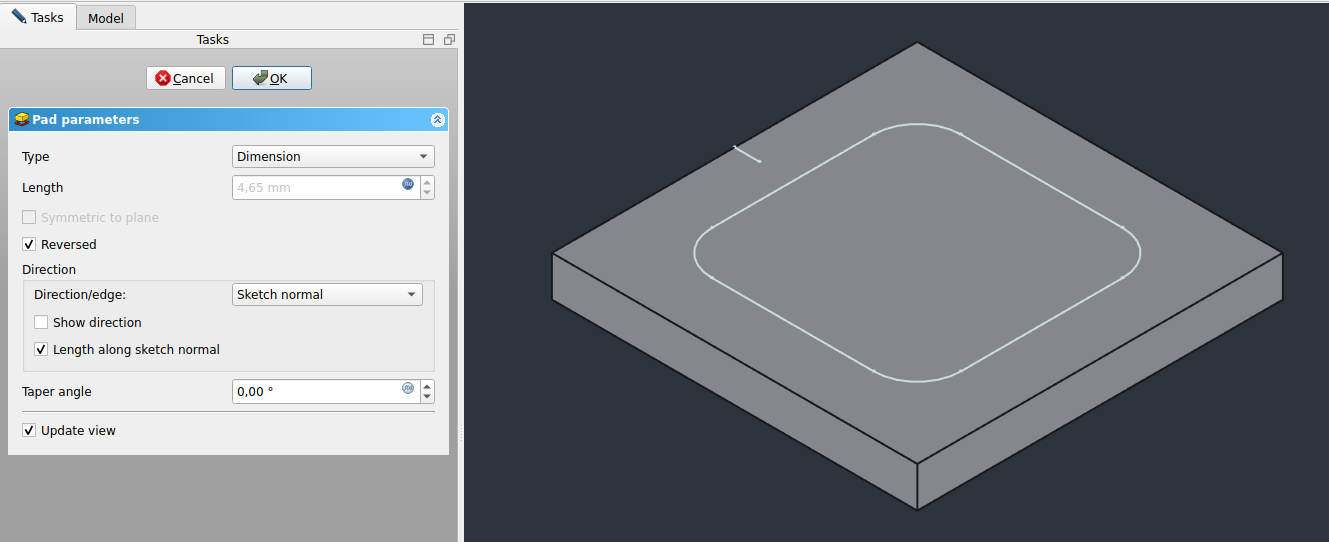 Tasks
Model
Tasks
Cancel
OK
Pad parameters
Type
Dimension
Length
4,65 mm
Symmetric to plane
Reversed
Direction
Direction/edge:
Sketch normal
Show direction
Length along sketch normal
Taper angle
0,00 °
Update view